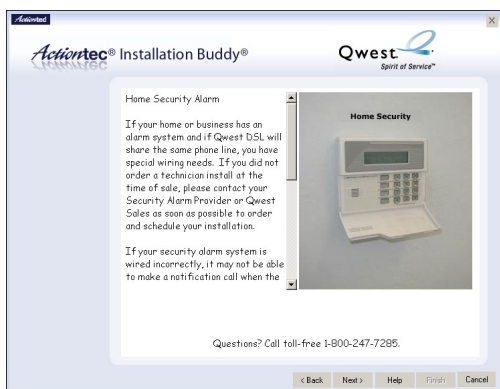 Actiontec
Actiontec® Installation Buddy®
Qwest
Spirit of Service™
Home Security Alarm
If your home or business has an
alarm system and if Qwest DSL will
share the same phone line, you have
special wiring needs. If you did not
order a technician install at the
time of sale, please contact your
Security Alarm Provider or Qwest
Sales as soon as possible to order
and schedule your installation.
If your security alarm system is
wired incorrectly, it may not be able
to make a notification call when the
Home Security
Questions? Call toll-free 1-800-247-7285.
< Back
Next >
Help
Finish
Cancel